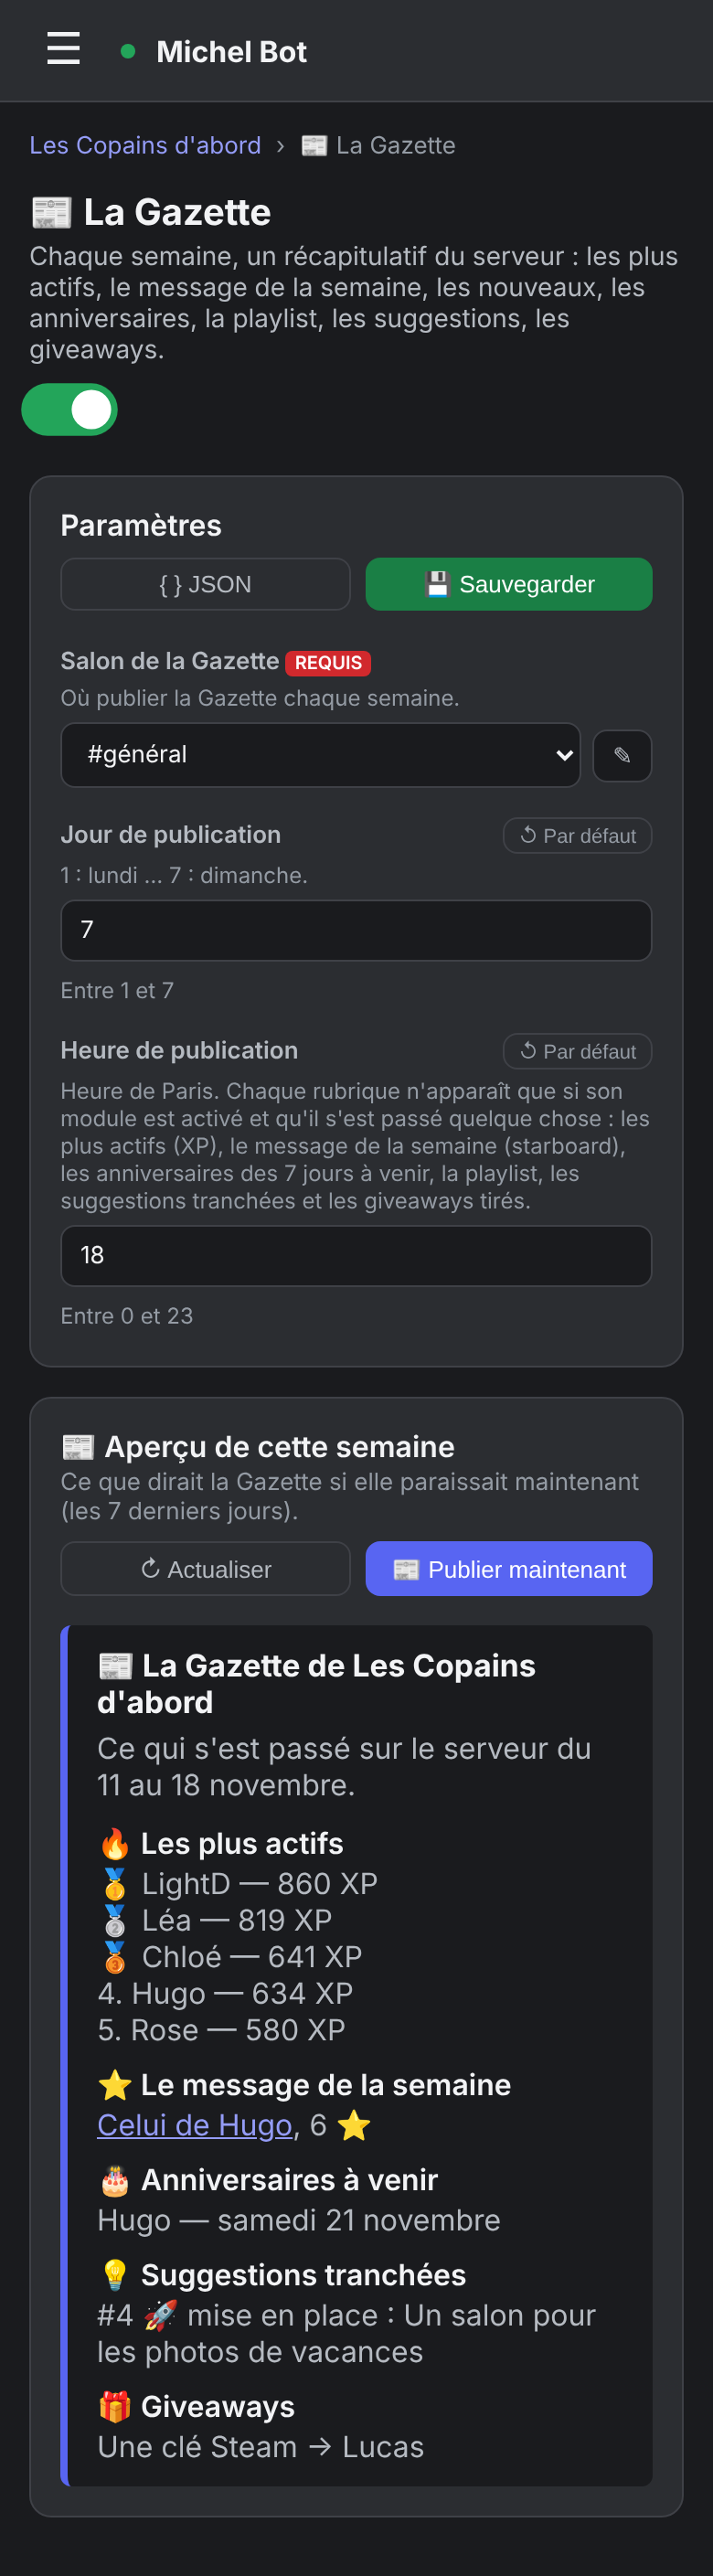 ☰ Michel Bot
Les Copains d'abord › 📰 La Gazette
📰 La Gazette
Chaque semaine, un récapitulatif du serveur : les plus
actifs, le message de la semaine, les nouveaux, les
anniversaires, la playlist, les suggestions, les
giveaways.
Paramètres
{ } JSON 💾 Sauvegarder
Salon de la Gazette REQUIS
Où publier la Gazette chaque semaine.
#général ✎
Jour de publication ↺ Par défaut
1 : lundi … 7 : dimanche.
7
Entre 1 et 7
Heure de publication ↺ Par défaut
Heure de Paris. Chaque rubrique n'apparaît que si son
module est activé et qu'il s'est passé quelque chose : les
plus actifs (XP), le message de la semaine (starboard),
les anniversaires des 7 jours à venir, la playlist, les
suggestions tranchées et les giveaways tirés.
18
Entre 0 et 23
📰 Aperçu de cette semaine
Ce que dirait la Gazette si elle paraissait maintenant
(les 7 derniers jours).
↻ Actualiser 📰 Publier maintenant
📰 La Gazette de Les Copains
d'abord
Ce qui s'est passé sur le serveur du
11 au 18 novembre.
🔥 Les plus actifs
🥇 LightD — 860 XP
🥈 Léa — 819 XP
🥉 Chloé — 641 XP
4. Hugo — 634 XP
5. Rose — 580 XP
⭐ Le message de la semaine
Celui de Hugo, 6 ⭐
🎂 Anniversaires à venir
Hugo — samedi 21 novembre
💡 Suggestions tranchées
#4 🚀 mise en place : Un salon pour
les photos de vacances
🎁 Giveaways
Une clé Steam → Lucas